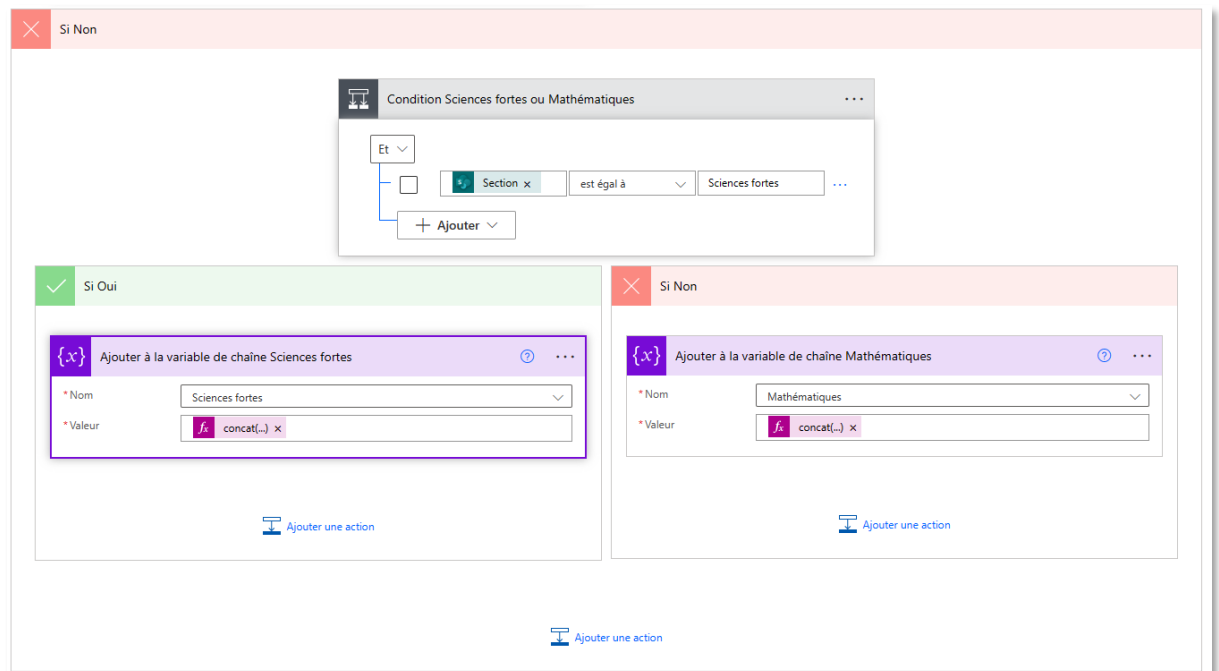 Si Non
Condition Sciences fortes ou Mathématiques
Et
Section × est égal à Sciences fortes
Ajouter
Si Oui
Ajouter à la variable de chaîne Sciences fortes
*Nom Sciences fortes
*Valeur fx concat(...) ×
Ajouter une action
Si Non
{x} Ajouter à la variable de chaîne Mathématiques
*Nom Mathématiques
*Valeur fx concat(...) ×
Ajouter une action
Ajouter une action